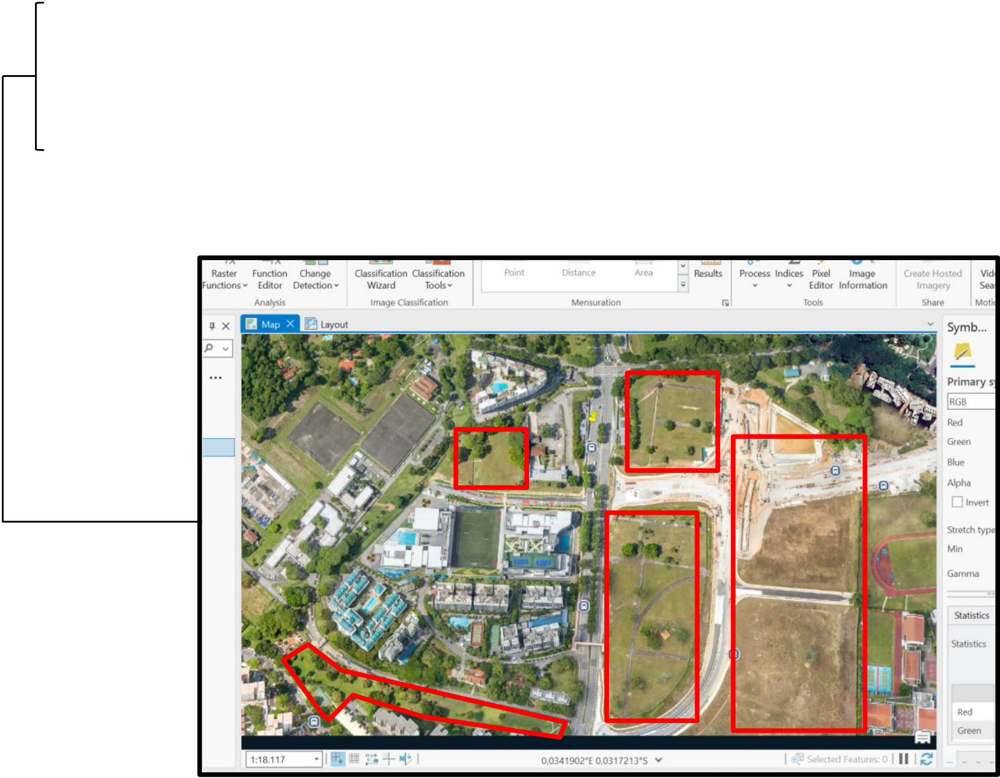 Raster Function Change Classification Classification Point Distance Area Results Process Indices Pixel Image Create Hosted
Functions Editor Detection Wizard Tools Editor Information Imagery
Analysis Image Classification Mensuration Tools Share
Map Layout
Symb...
...
Primary
RGB
Red
Green
Blue
Alpha
Invert
Stretch type
Min
Gamma
Statistics
Statistics
Red
Green
1:18.117 N 0,0341902°E 0,0317213°S Selected Features: 0